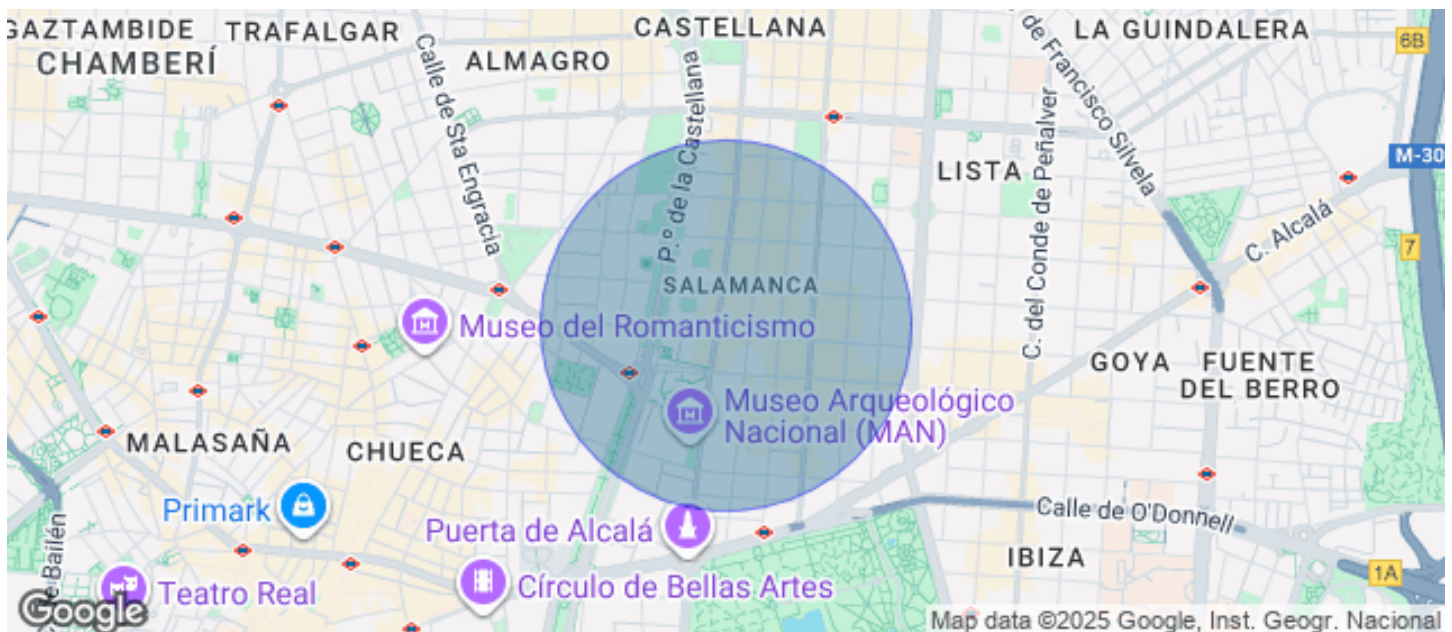 GAZTAMBIDE
TRAFALGAR
CASTELLANA
LA GUINDALERA
CHAMBERÍ
ALMAGRO
6B
Calle de Sta Engracia
P.º de la Castellana
de Francisco Silvela
C. del Conde de Peñalver
M-30
LISTA
C. Alcalá
7
SALAMANCA
Museo del Romanticismo
GOYA
FUENTE
DEL BERRO
Museo Arqueológico
Nacional (MAN)
MALASAÑA
CHUECA
Primark
Puerta de Alcalá
Calle de O'Donnell
e Bailén
Teatro Real
Círculo de Bellas Artes
IBIZA
1A
Google
Map data ©2025 Google, Inst. Geogr. Nacional